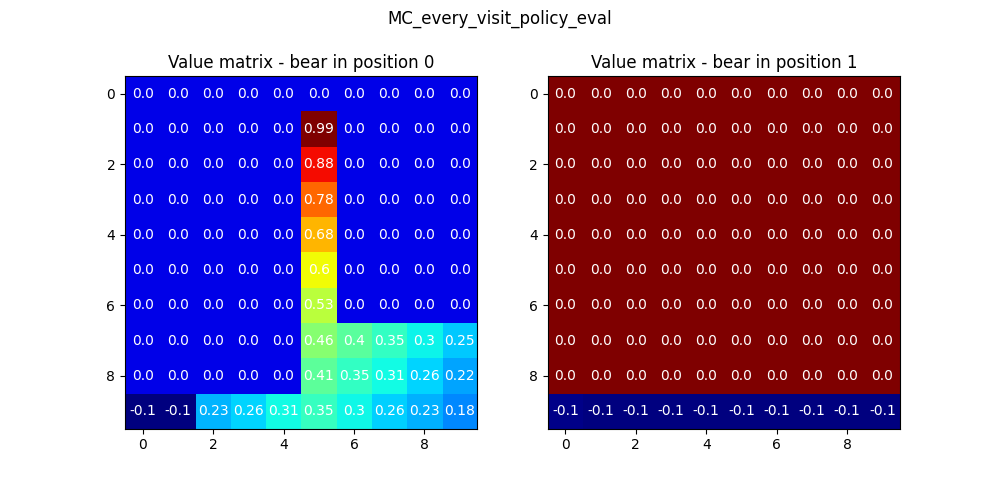 MC_every_visit_policy_eval
Value matrix - bear in position 0
0 0.0 0.0 0.0 0.0 0.0 0.0 0.0 0.0 0.0 0.0
0.0 0.0 0.0 0.0 0.0 0.99 0.0 0.0 0.0 0.0
2 0.0 0.0 0.0 0.0 0.0 0.88 0.0 0.0 0.0 0.0
0.0 0.0 0.0 0.0 0.0 0.78 0.0 0.0 0.0 0.0
4 0.0 0.0 0.0 0.0 0.0 0.68 0.0 0.0 0.0 0.0
0.0 0.0 0.0 0.0 0.0 0.6 0.0 0.0 0.0 0.0
6 0.0 0.0 0.0 0.0 0.0 0.53 0.0 0.0 0.0 0.0
0.0 0.0 0.0 0.0 0.0 0.46 0.4 0.35 0.3 0.25
8 0.0 0.0 0.0 0.0 0.0 0.41 0.35 0.31 0.26 0.22
-0.1 -0.1 0.23 0.26 0.31 0.35 0.3 0.26 0.23 0.18
0 2 4 6 8
Value matrix - bear in position 1
0 0.0 0.0 0.0 0.0 0.0 0.0 0.0 0.0 0.0 0.0
0.0 0.0 0.0 0.0 0.0 0.0 0.0 0.0 0.0 0.0
2 0.0 0.0 0.0 0.0 0.0 0.0 0.0 0.0 0.0 0.0
0.0 0.0 0.0 0.0 0.0 0.0 0.0 0.0 0.0 0.0
4 0.0 0.0 0.0 0.0 0.0 0.0 0.0 0.0 0.0 0.0
0.0 0.0 0.0 0.0 0.0 0.0 0.0 0.0 0.0 0.0
6 0.0 0.0 0.0 0.0 0.0 0.0 0.0 0.0 0.0 0.0
0.0 0.0 0.0 0.0 0.0 0.0 0.0 0.0 0.0 0.0
8 0.0 0.0 0.0 0.0 0.0 0.0 0.0 0.0 0.0 0.0
-0.1 -0.1 -0.1 -0.1 -0.1 -0.1 -0.1 -0.1 -0.1 -0.1
0 2 4 6 8